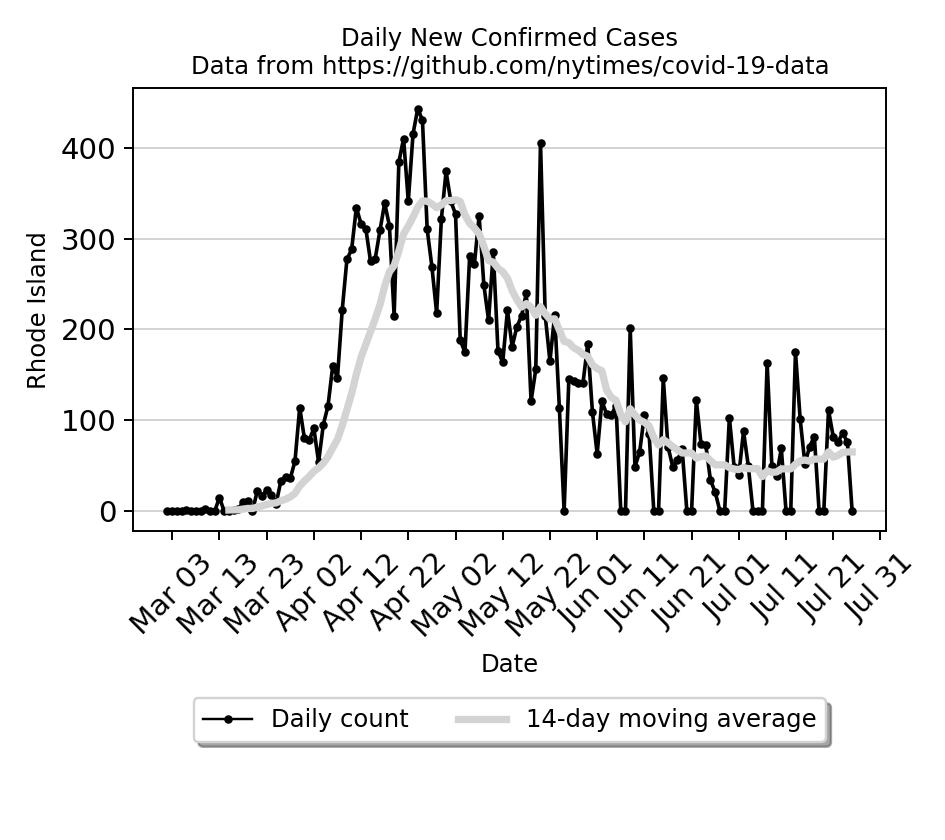 Daily New Confirmed Cases
Data from https://github.com/nytimes/covid-19-data
Rhode Island
400
300
200
100
0
Mar 03
Mar 13
Mar 23
Apr 02
Apr 12
Apr 22
May 02
May 12
May 22
Jun 01
Jun 11
Jun 21
Jul 01
Jul 11
Jul 21
Jul 31
Date
Daily count
14-day moving average